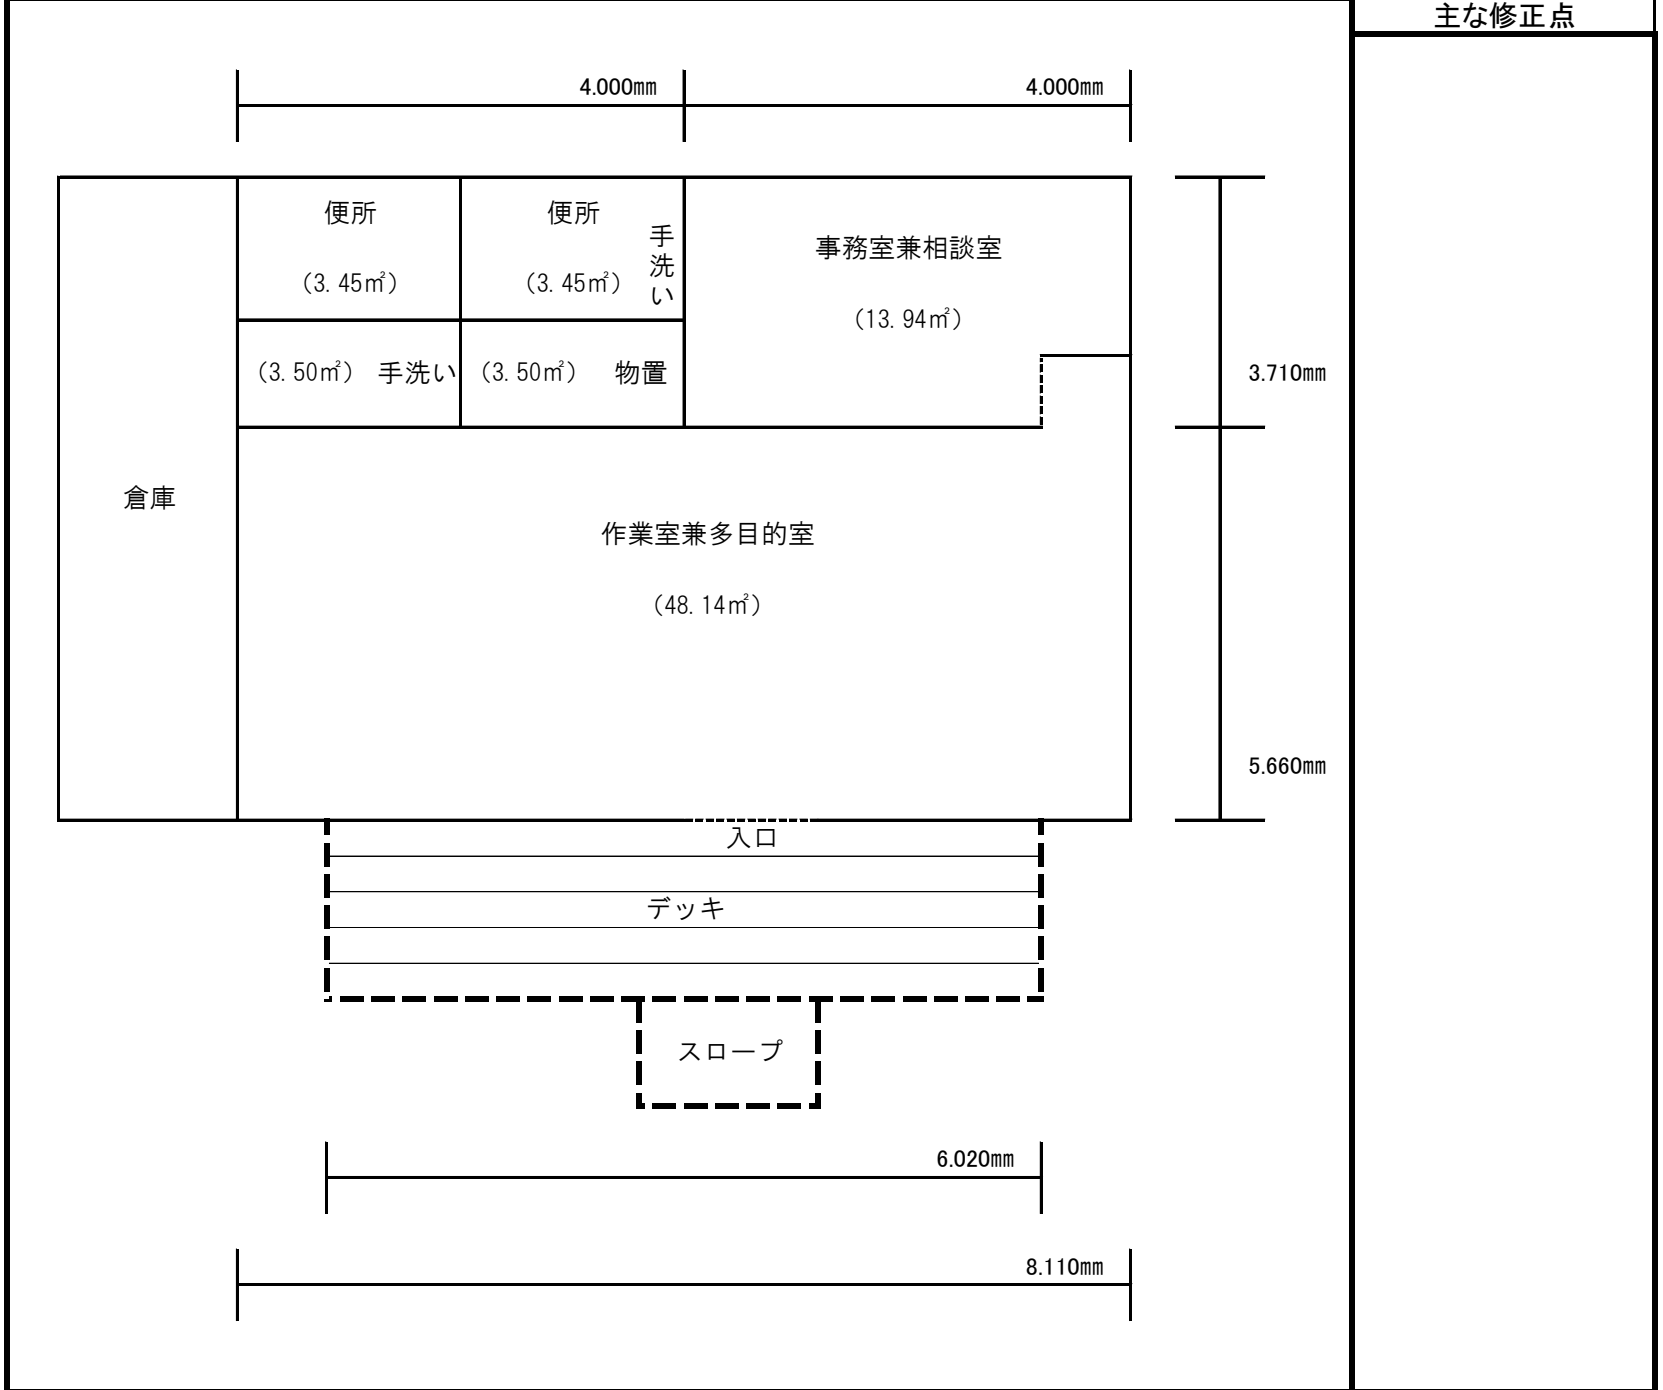 主な修正点
4.000㎜
4.000㎜
便所
便所
手洗い
事務室兼相談室
（3.45㎡）
（3.45㎡）
（13.94㎡）
（3.50㎡） 手洗い
（3.50㎡） 物置
3.710㎜
倉庫
作業室兼多目的室
（48.14㎡）
5.660㎜
入口
デッキ
スロープ
6.020㎜
8.110㎜